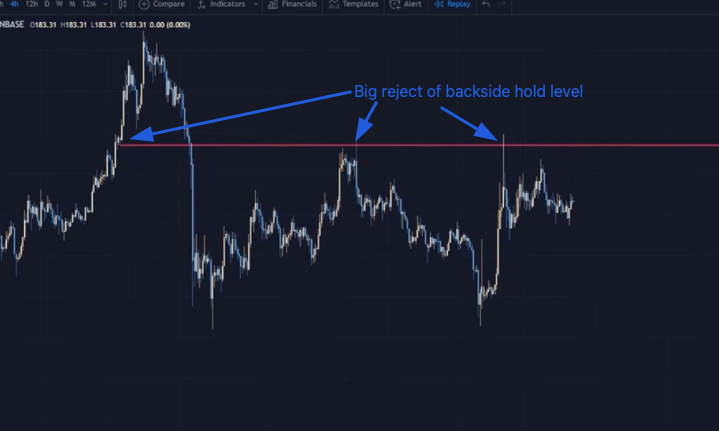 h 4h 12h D W M 12M Compare Indicators Financials Templates Alert Replay
NBASE O183.31 H183.31 L183.31 C183.31 0.00 (0.00%)
Big reject of backside hold level